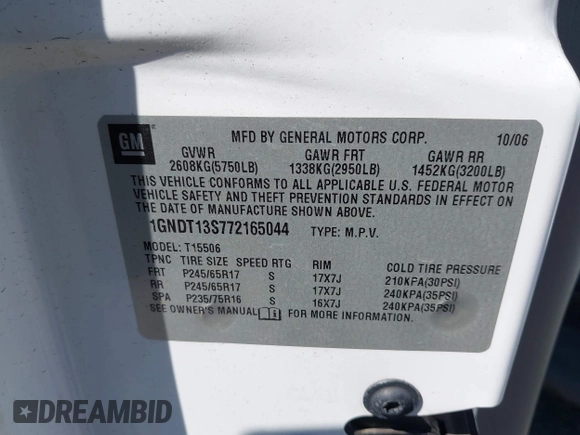 GM
MFD BY GENERAL MOTORS CORP. 10/06
GVWR GAWR FRT GAWR RR
2608KG(5750LB) 1338KG(2950LB) 1452KG(3200LB)
THIS VEHICLE CONFORMS TO ALL APPLICABLE U.S. FEDERAL MOTOR
VEHICLE SAFETY AND THEFT PREVENTION STANDARDS IN EFFECT ON
THE DATE OF MANUFACTURE SHOWN ABOVE.
1GNDT13S772165044 TYPE: M.P.V.
MODEL: T15506
TPNC TIRE SIZE SPEED RTG RIM COLD TIRE PRESSURE
FRT P245/65R17 S 17X7J 210KPA(30PSI)
RR P245/65R17 S 17X7J 240KPA(35PSI)
SPA P235/75R16 S 16X7J 240KPA(35PSI)
SEE OWNER'S MANUAL FOR MORE INFORMATION.
DREAMBID